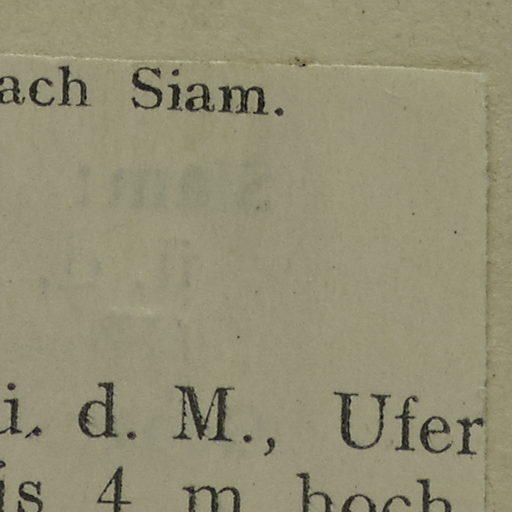 ach Siam.
i. d. M., Ufer
is 4 m hoch